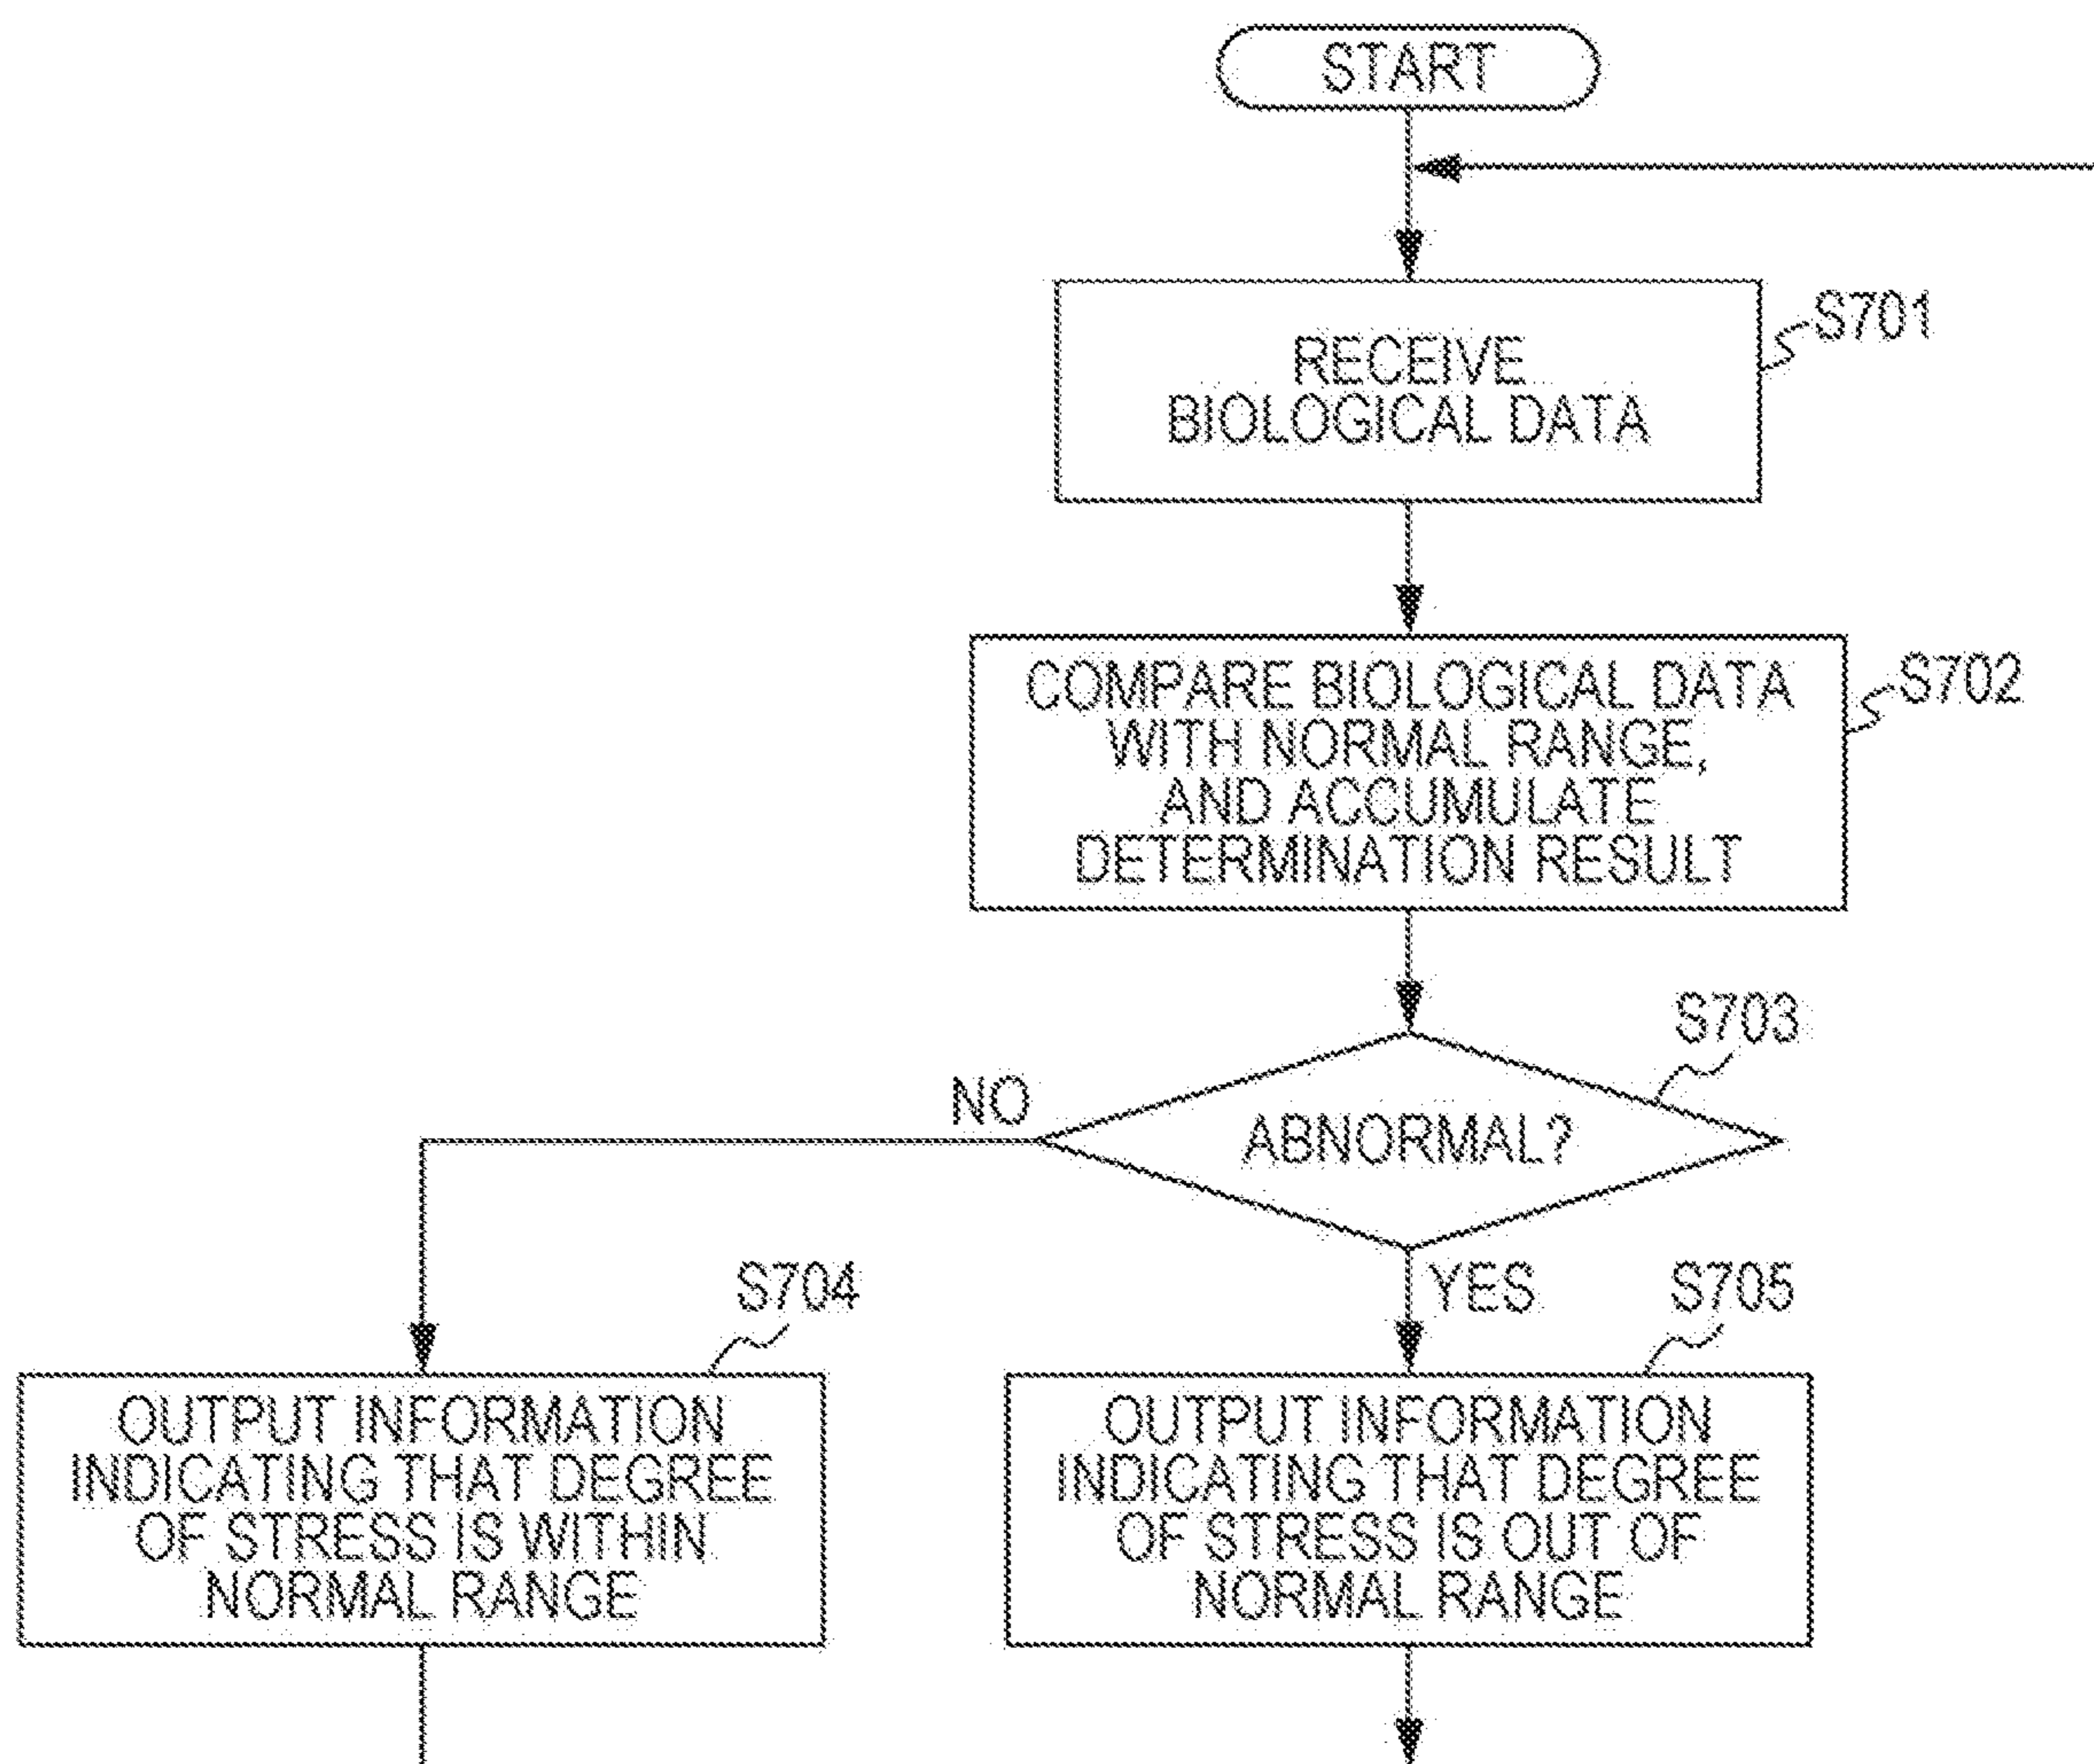 START
RECEIVE
BIOLOGICAL DATA
S701
COMPARE BIOLOGICAL DATA
WITH NORMAL RANGE,
AND ACCUMULATE
DETERMINATION RESULT
S702
S703
ABNORMAL?
NO
YES
S704
OUTPUT INFORMATION
INDICATING THAT DEGREE
OF STRESS IS WITHIN
NORMAL RANGE
S705
OUTPUT INFORMATION
INDICATING THAT DEGREE
OF STRESS IS OUT OF
NORMAL RANGE